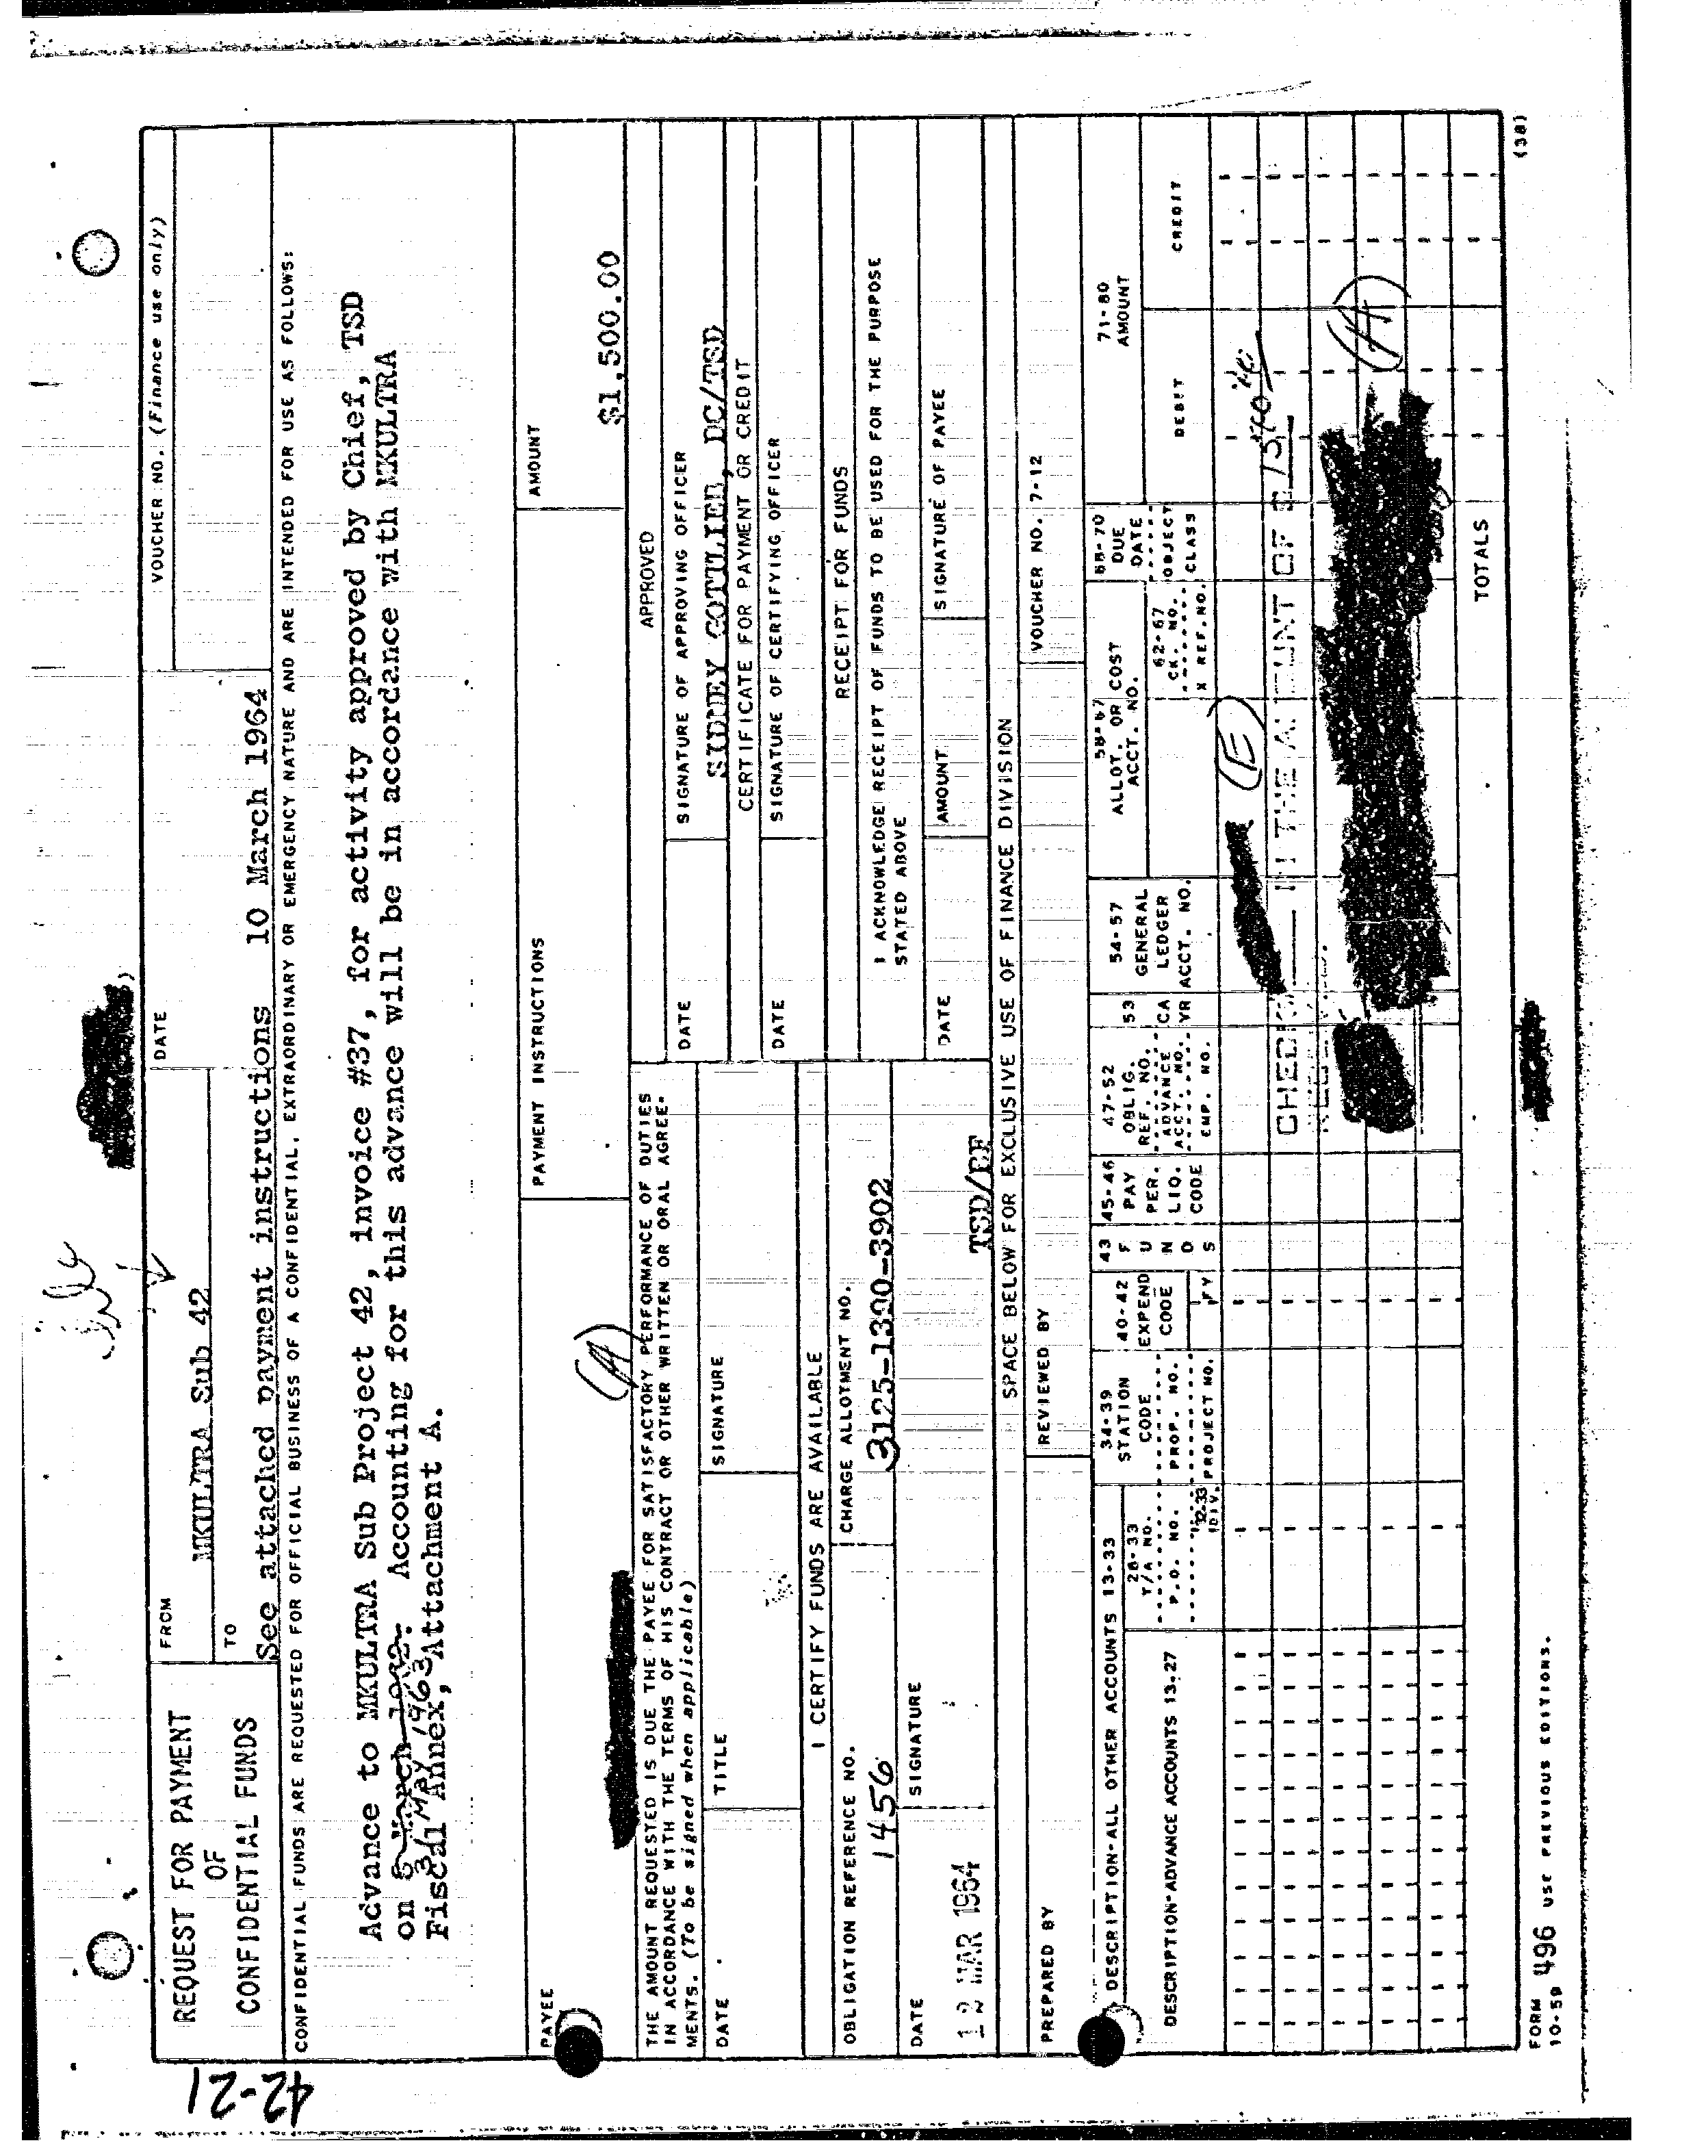 42-21
REQUEST FOR PAYMENT
OF
CONFIDENTIAL FUNDS
FROM
MKULTRA Sub 42
DATE
VOUCHER NO. (Finance use only)
TO
See attached payment instructions 10 March 1964
CONFIDENTIAL FUNDS ARE REQUESTED FOR OFFICIAL BUSINESS OF A CONFIDENTIAL, EXTRAORDINARY OR EMERGENCY NATURE AND ARE INTENDED FOR USE AS FOLLOWS:
Advance to MKULTRA Sub Project 42, invoice #37, for activity approved by Chief, TSD
on 8 March 1962. Accounting for this advance will be in accordance with MKULTRA
31 May 1963
Fiscal Annex, Attachment A.
PAYEE
PAYMENT INSTRUCTIONS
AMOUNT
(A)
$1,500.00
THE AMOUNT REQUESTED IS DUE THE PAYEE FOR SATISFACTORY PERFORMANCE OF DUTIES
IN ACCORDANCE WITH THE TERMS OF HIS CONTRACT OR OTHER WRITTEN OR ORAL AGREE-
MENTS. (To be signed when applicable)
DATE
TITLE
SIGNATURE
APPROVED
DATE
SIGNATURE OF APPROVING OFFICER
SIDNEY GOTTLIEB, DC/TSD
CERTIFICATE FOR PAYMENT OR CREDIT
DATE
SIGNATURE OF CERTIFYING OFFICER
I CERTIFY FUNDS ARE AVAILABLE
OBLIGATION REFERENCE NO.
1456
CHARGE ALLOTMENT NO.
3125-1390-3902
DATE
12 MAR 1964
SIGNATURE
TSD/BF
RECEIPT FOR FUNDS
I ACKNOWLEDGE RECEIPT OF FUNDS TO BE USED FOR THE PURPOSE
STATED ABOVE
DATE
AMOUNT
SIGNATURE OF PAYEE
SPACE BELOW FOR EXCLUSIVE USE OF FINANCE DIVISION
PREPARED BY
REVIEWED BY
VOUCHER NO. 7-12
DESCRIPTION-ALL OTHER ACCOUNTS 13-33
DESCRIPTION-ADVANCE ACCOUNTS 13-27
28-33
T/A NO.
P.O. NO.
32-33
DIV.
34-39
STATION
CODE
PROP. NO.
PROJECT NO.
40-42
EXPEND
CODE
FY
43
FUNDS
45-46
PAY
PER.
LIQ.
CODE
47-52
OBLIG.
REF. NO.
ADVANCE
ACCT. NO.
EMP. NO.
53
CA
YR
54-57
GENERAL
LEDGER
ACCT. NO.
58-67
ALLOT. OR COST
ACCT. NO.
62-67
CK. NO.
X REF. NO.
68-70
DUE
DATE
OBJECT
CLASS
71-80
AMOUNT
DEBIT
CREDIT
(E)
CHECK IN THE AMOUNT OF
(A)
TOTALS
FORM
10-59
496 USE PREVIOUS EDITIONS.
(38)